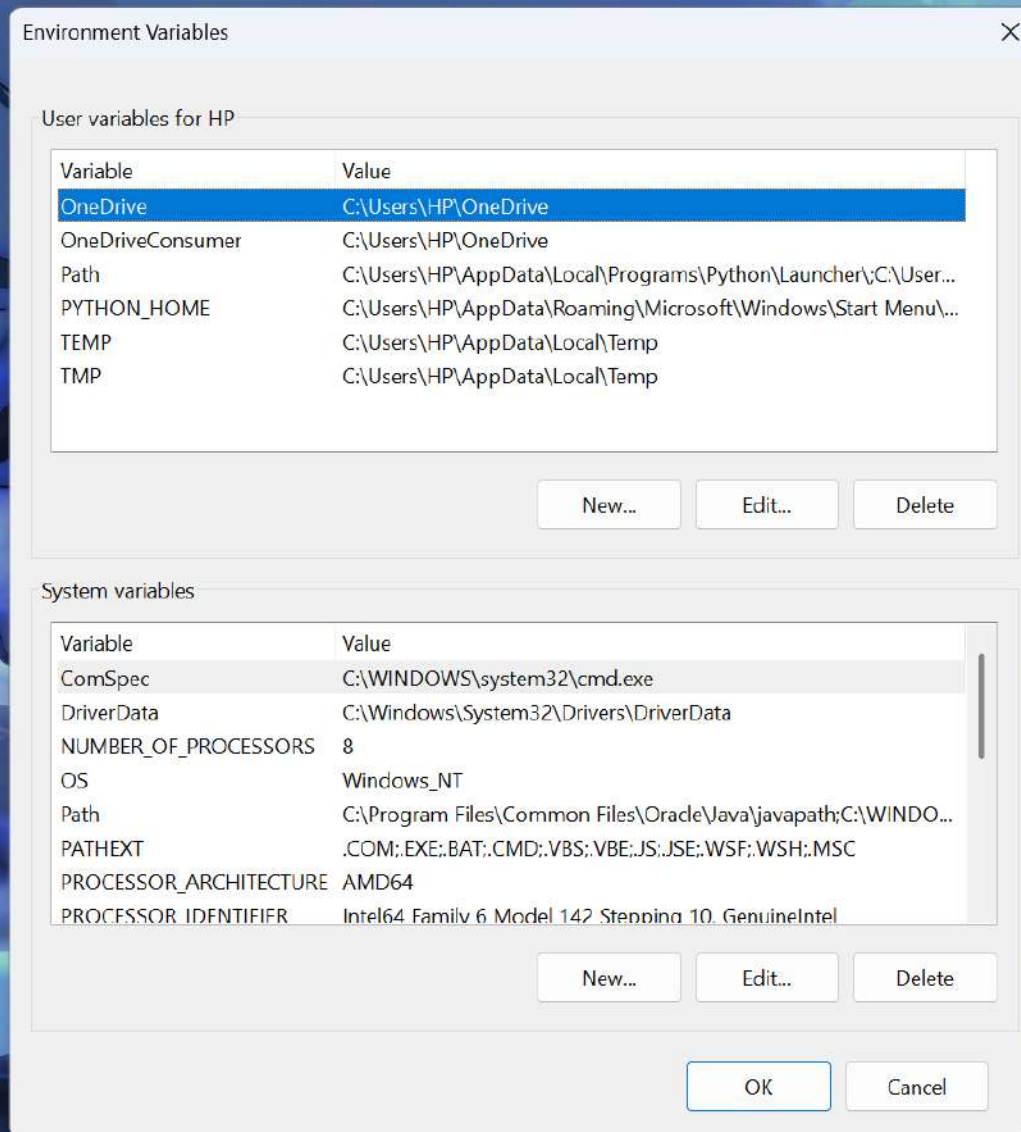 Environment Variables
User variables for HP
Variable Value
OneDrive C:\Users\HP\OneDrive
OneDriveConsumer C:\Users\HP\OneDrive
Path C:\Users\HP\AppData\Local\Programs\Python\Launcher\;C:\User...
PYTHON_HOME C:\Users\HP\AppData\Roaming\Microsoft\Windows\Start Menu\...
TEMP C:\Users\HP\AppData\Local\Temp
TMP C:\Users\HP\AppData\Local\Temp
New... Edit... Delete
System variables
Variable Value
ComSpec C:\WINDOWS\system32\cmd.exe
DriverData C:\Windows\System32\Drivers\DriverData
NUMBER_OF_PROCESSORS 8
OS Windows_NT
Path C:\Program Files\Common Files\Oracle\Java\javapath;C:\WINDO...
PATHEXT .COM;.EXE;.BAT;.CMD;.VBS;.VBE;.JS;.JSE;.WSF;.WSH;.MSC
PROCESSOR_ARCHITECTURE AMD64
PROCESSOR_IDENTIFIER Intel64 Family 6 Model 142 Stepping 10, GenuineIntel
New... Edit... Delete
OK Cancel